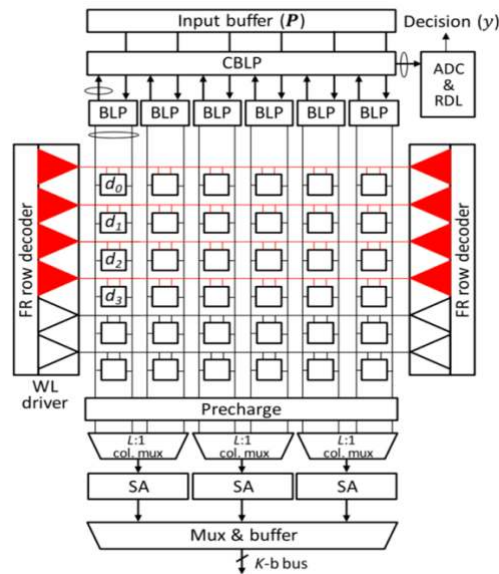 Input buffer (P)
Decision (y)
CBLP
ADC
&
RDL
BLP BLP BLP BLP BLP BLP
FR row decoder
FR row decoder
d0
d1
d2
d3
WL
driver
Precharge
L:1
col. mux
L:1
col. mux
L:1
col. mux
SA SA SA
Mux & buffer
K-b bus